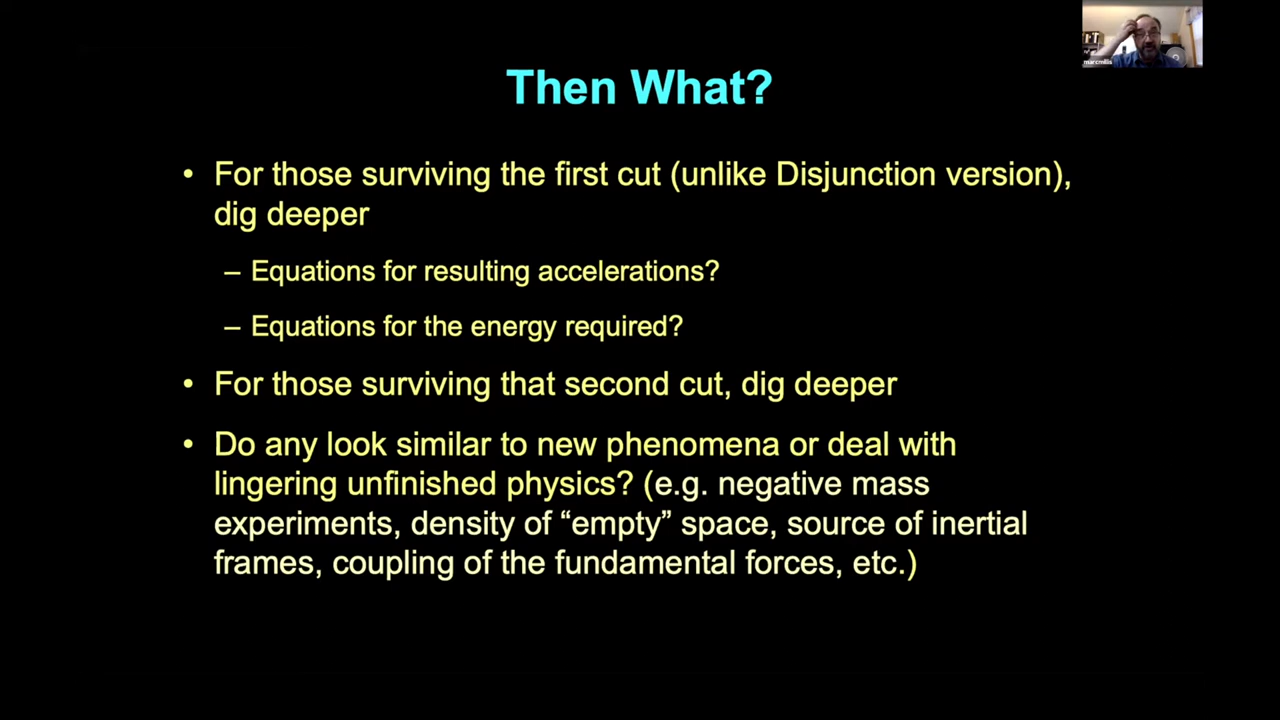 Then What?
marcmillis
• For those surviving the first cut (unlike Disjunction version),
dig deeper
– Equations for resulting accelerations?
– Equations for the energy required?
• For those surviving that second cut, dig deeper
• Do any look similar to new phenomena or deal with
lingering unfinished physics? (e.g. negative mass
experiments, density of “empty” space, source of inertial
frames, coupling of the fundamental forces, etc.)